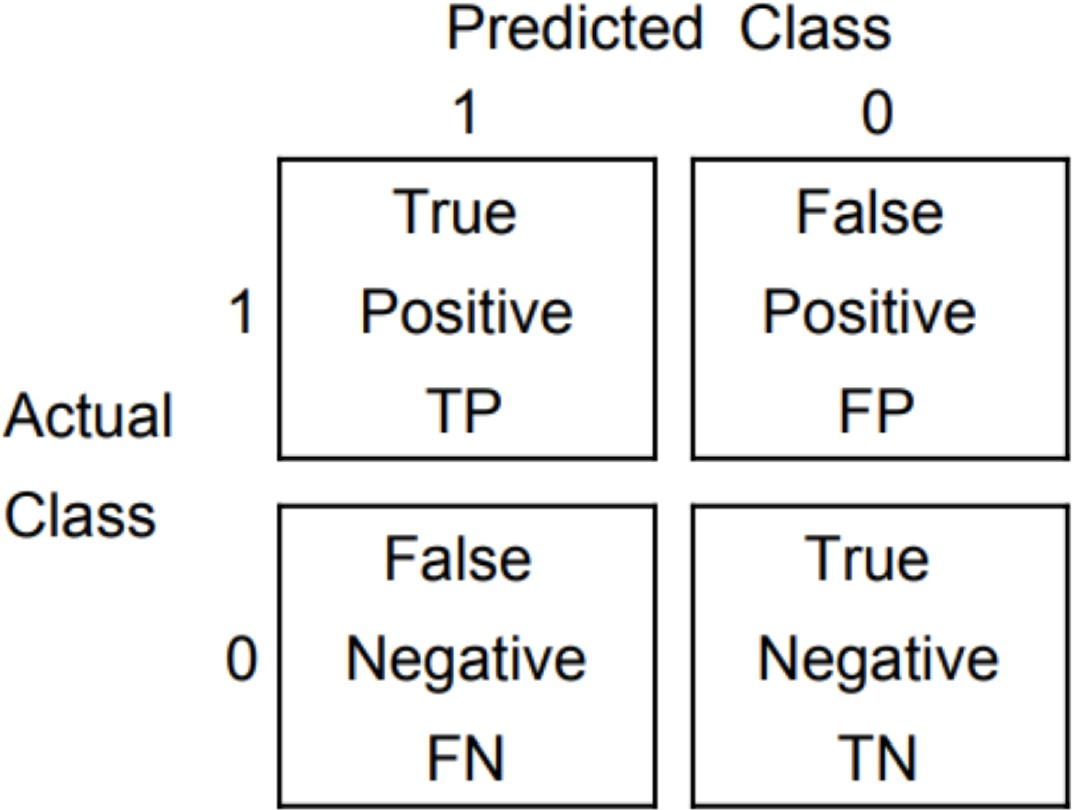 Predicted Class
1 0
True False
1 Positive Positive
TP FP
Actual
Class
False True
0 Negative Negative
FN TN